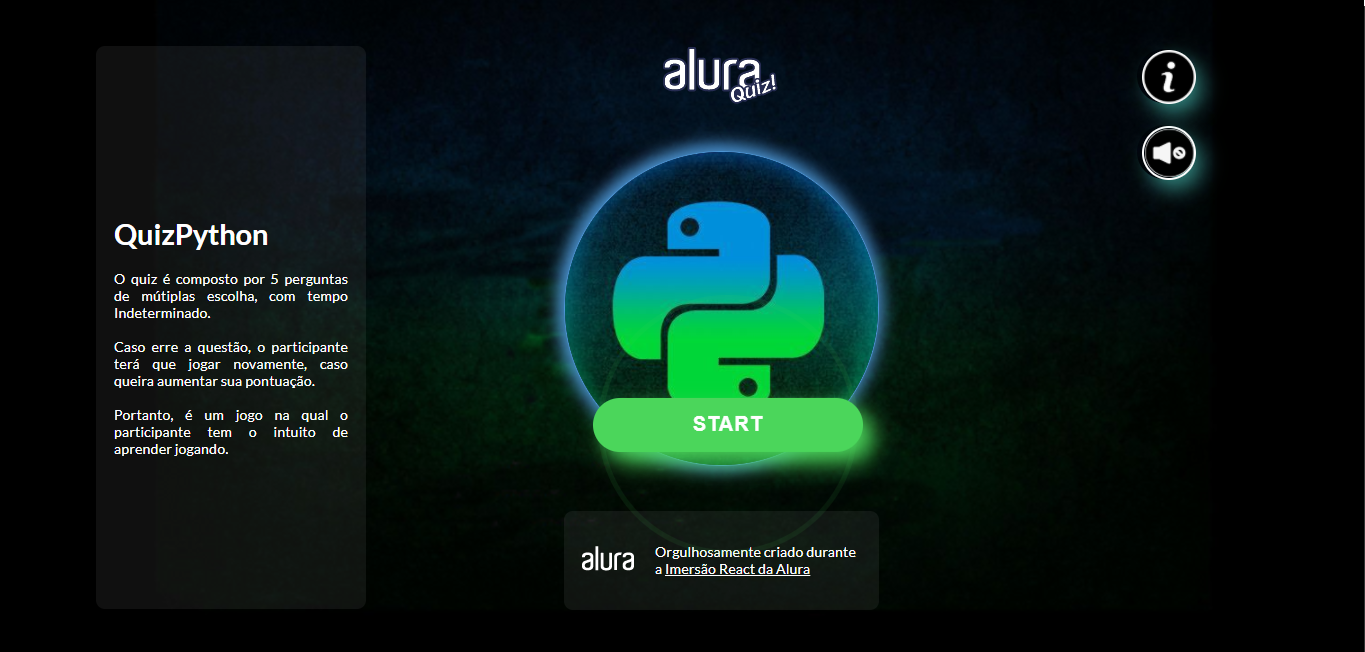 alura
Quiz!
QuizPython
O quiz é composto por 5 perguntas
de mútiplas escolha, com tempo
Indeterminado.
Caso erre a questão, o participante
terá que jogar novamente, caso
queira aumentar sua pontuação.
Portanto, é um jogo na qual o
participante tem o intuito de
aprender jogando.
START
alura
Orgulhosamente criado durante
a Imersão React da Alura
i